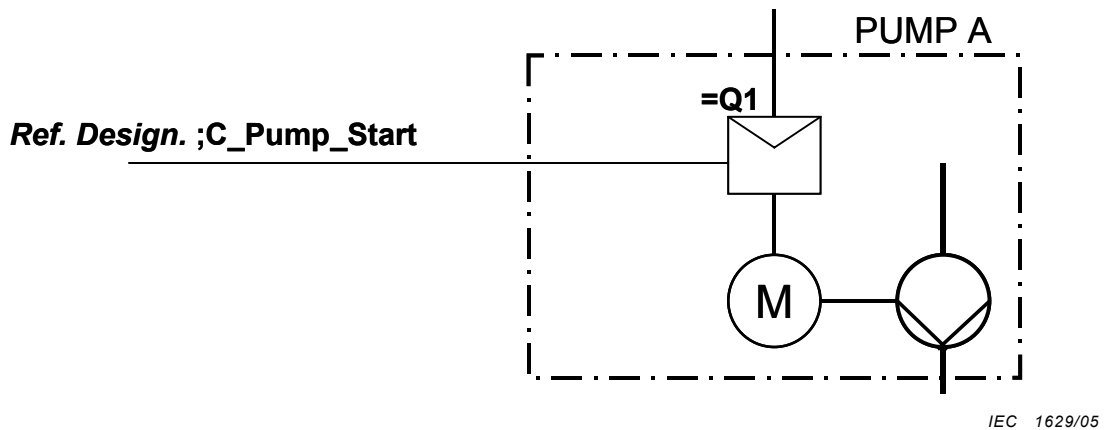 PUMP A
=Q1
Ref. Design. ;C_Pump_Start
M
IEC 1629/05